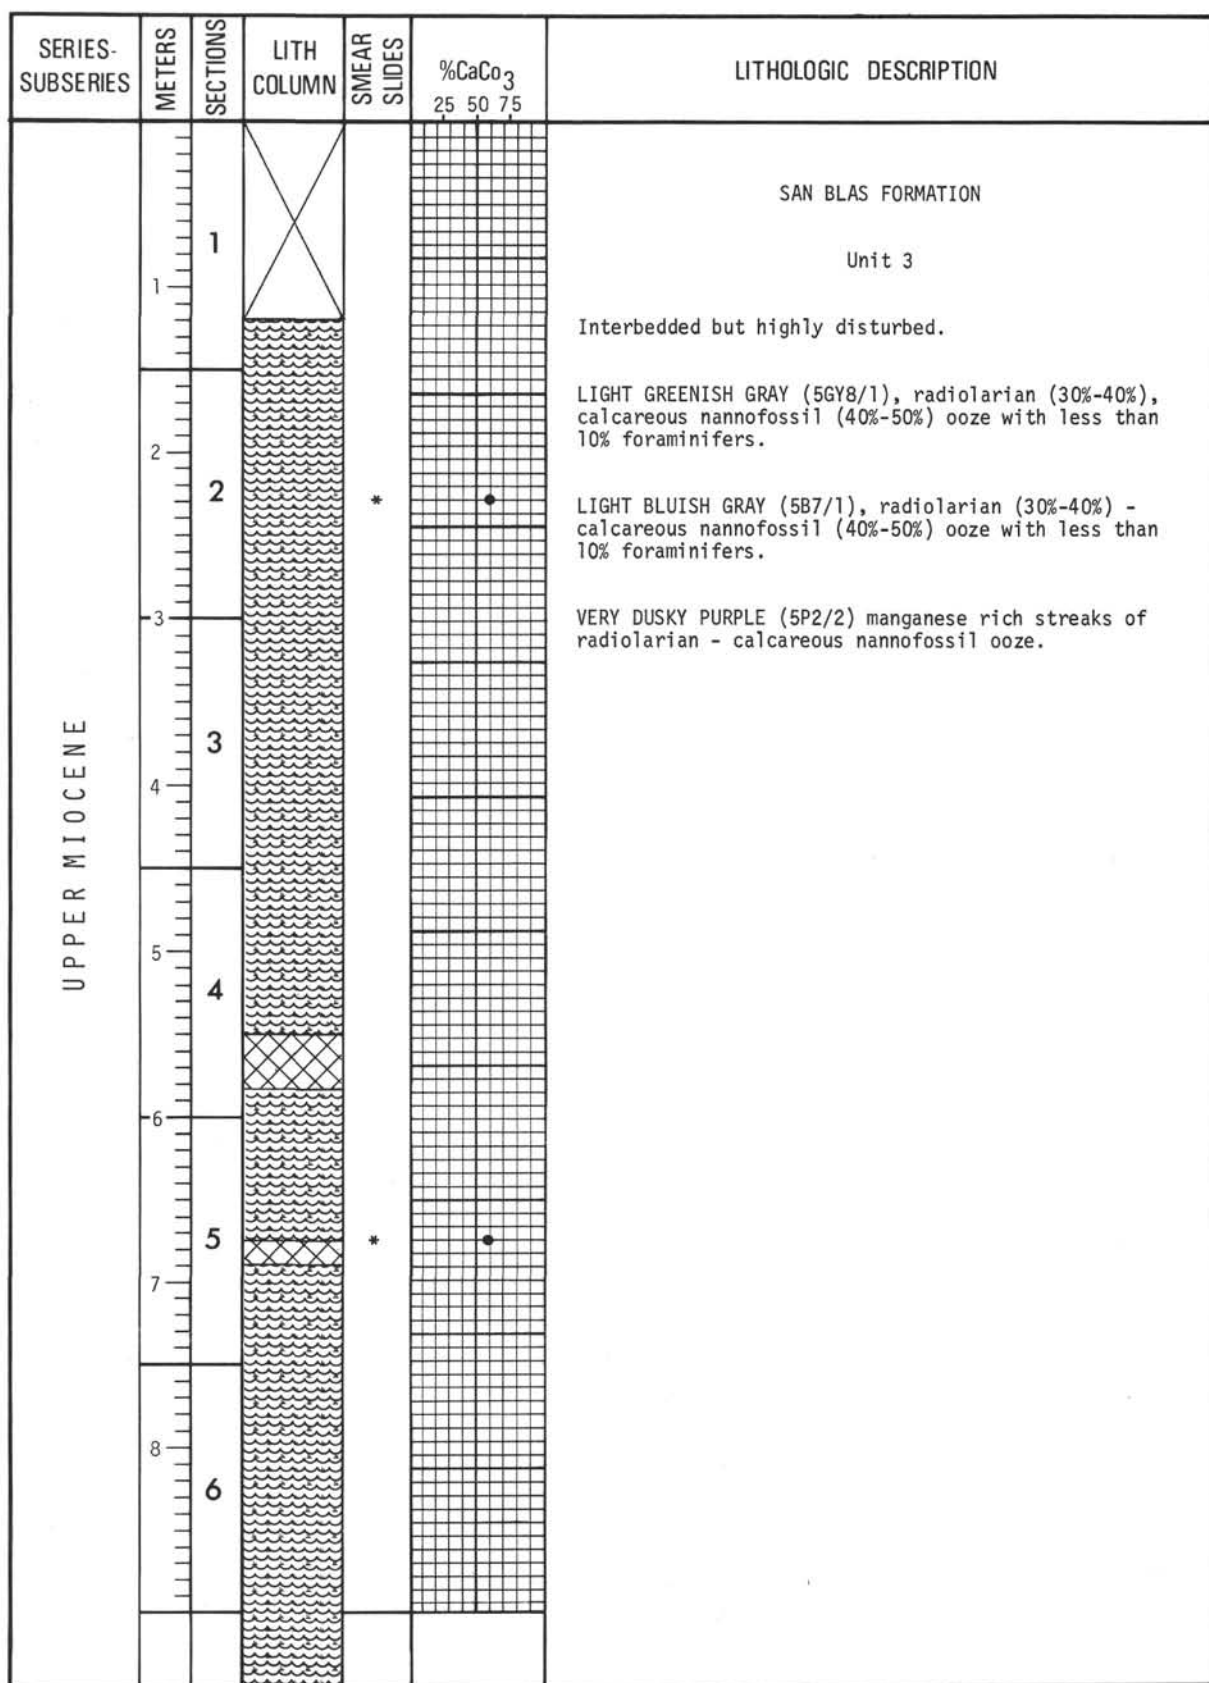 SERIES-
SUBSERIES
METERS
SECTIONS
LITH
COLUMN
SMEAR
SLIDES
%CaCo3
25 50 75
LITHOLOGIC DESCRIPTION
UPPER MIOCENE
1
2
3
4
5
6
7
8
1
2
3
4
5
6
*
*
SAN BLAS FORMATION
Unit 3
Interbedded but highly disturbed.
LIGHT GREENISH GRAY (5GY8/1), radiolarian (30%-40%),
calcareous nannofossil (40%-50%) ooze with less than
10% foraminifers.
LIGHT BLUISH GRAY (5B7/1), radiolarian (30%-40%) -
calcareous nannofossil (40%-50%) ooze with less than
10% foraminifers.
VERY DUSKY PURPLE (5P2/2) manganese rich streaks of
radiolarian - calcareous nannofossil ooze.